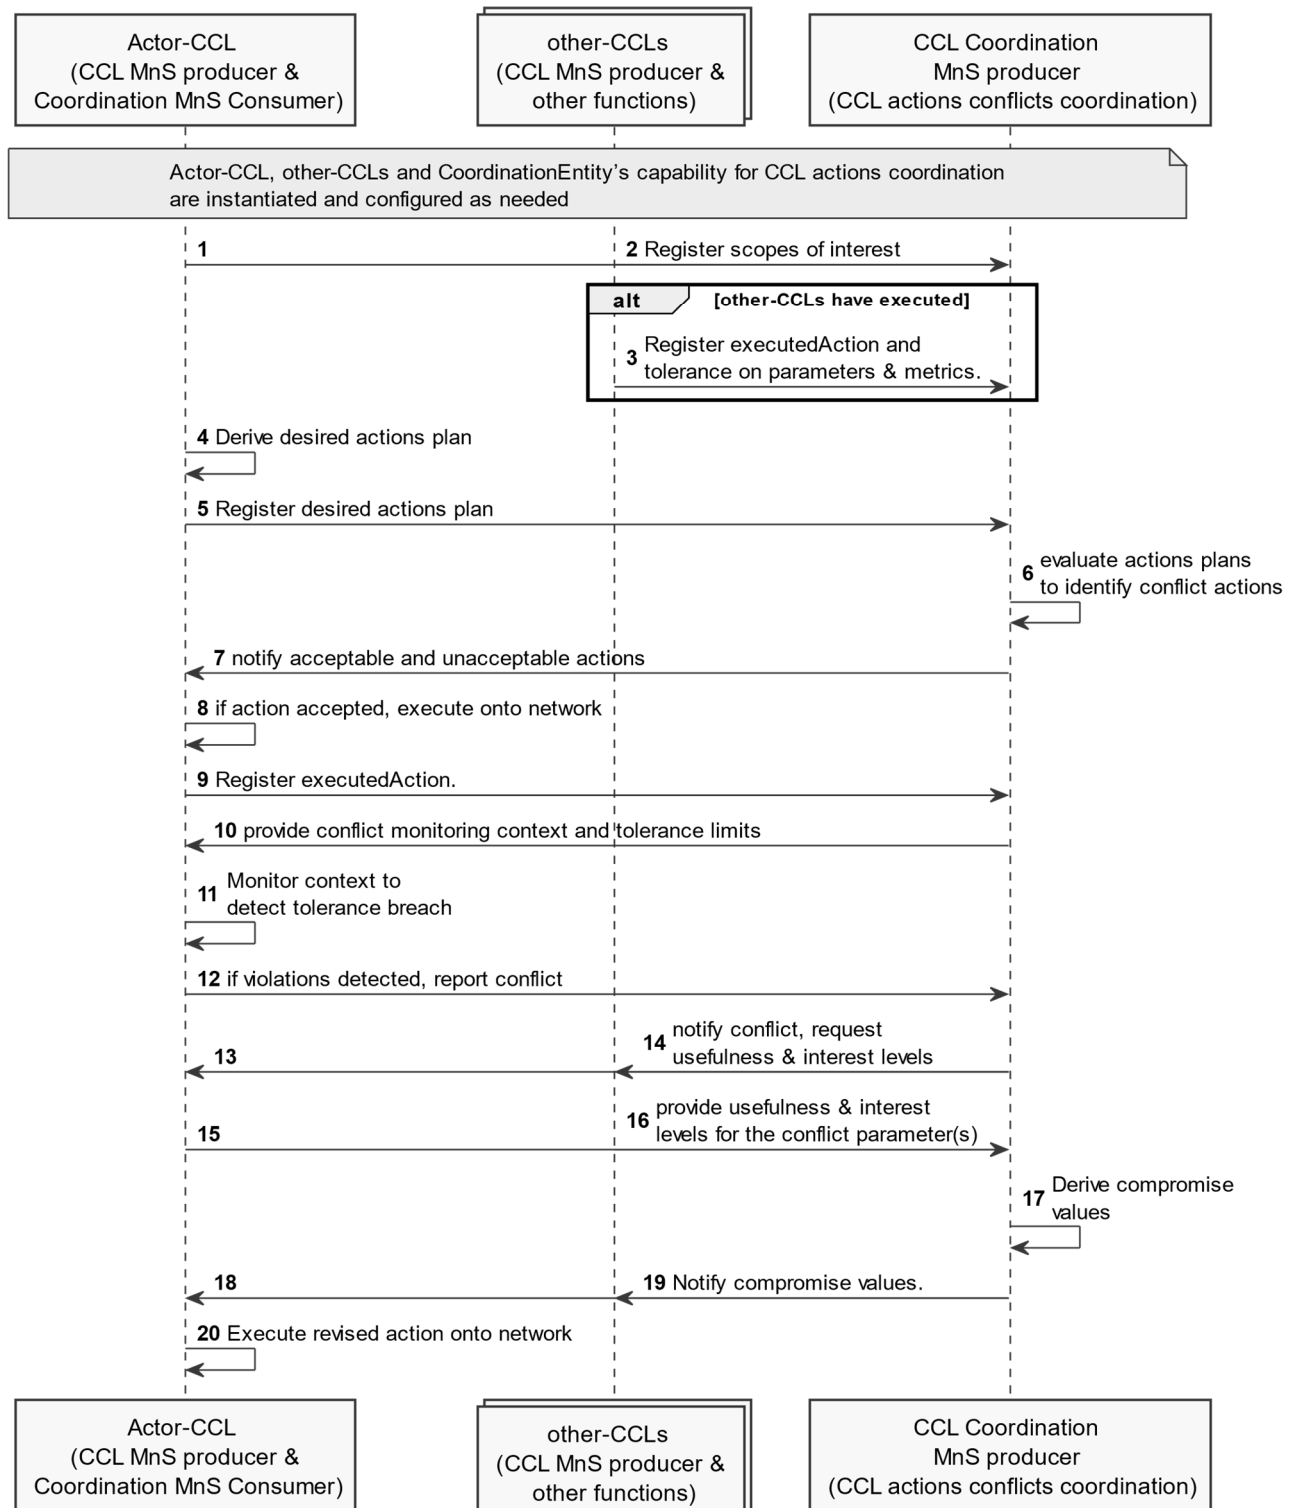 Actor-CCL
(CCL MnS producer &
Coordination MnS Consumer)
other-CCLs
(CCL MnS producer &
other functions)
CCL Coordination
MnS producer
(CCL actions conflicts coordination)
Actor-CCL, other-CCLs and CoordinationEntity's capability for CCL actions coordination
are instantiated and configured as needed
1
2 Register scopes of interest
alt [other-CCLs have executed]
3 Register executedAction and
tolerance on parameters & metrics.
4 Derive desired actions plan
5 Register desired actions plan
6 evaluate actions plans
to identify conflict actions
7 notify acceptable and unacceptable actions
8 if action accepted, execute onto network
9 Register executedAction.
10 provide conflict monitoring context and tolerance limits
11 Monitor context to
detect tolerance breach
12 if violations detected, report conflict
13
14 notify conflict, request
usefulness & interest levels
15
16 provide usefulness & interest
levels for the conflict parameter(s)
17 Derive compromise
values
18
19 Notify compromise values.
20 Execute revised action onto network
Actor-CCL
(CCL MnS producer &
Coordination MnS Consumer)
other-CCLs
(CCL MnS producer &
other functions)
CCL Coordination
MnS producer
(CCL actions conflicts coordination)